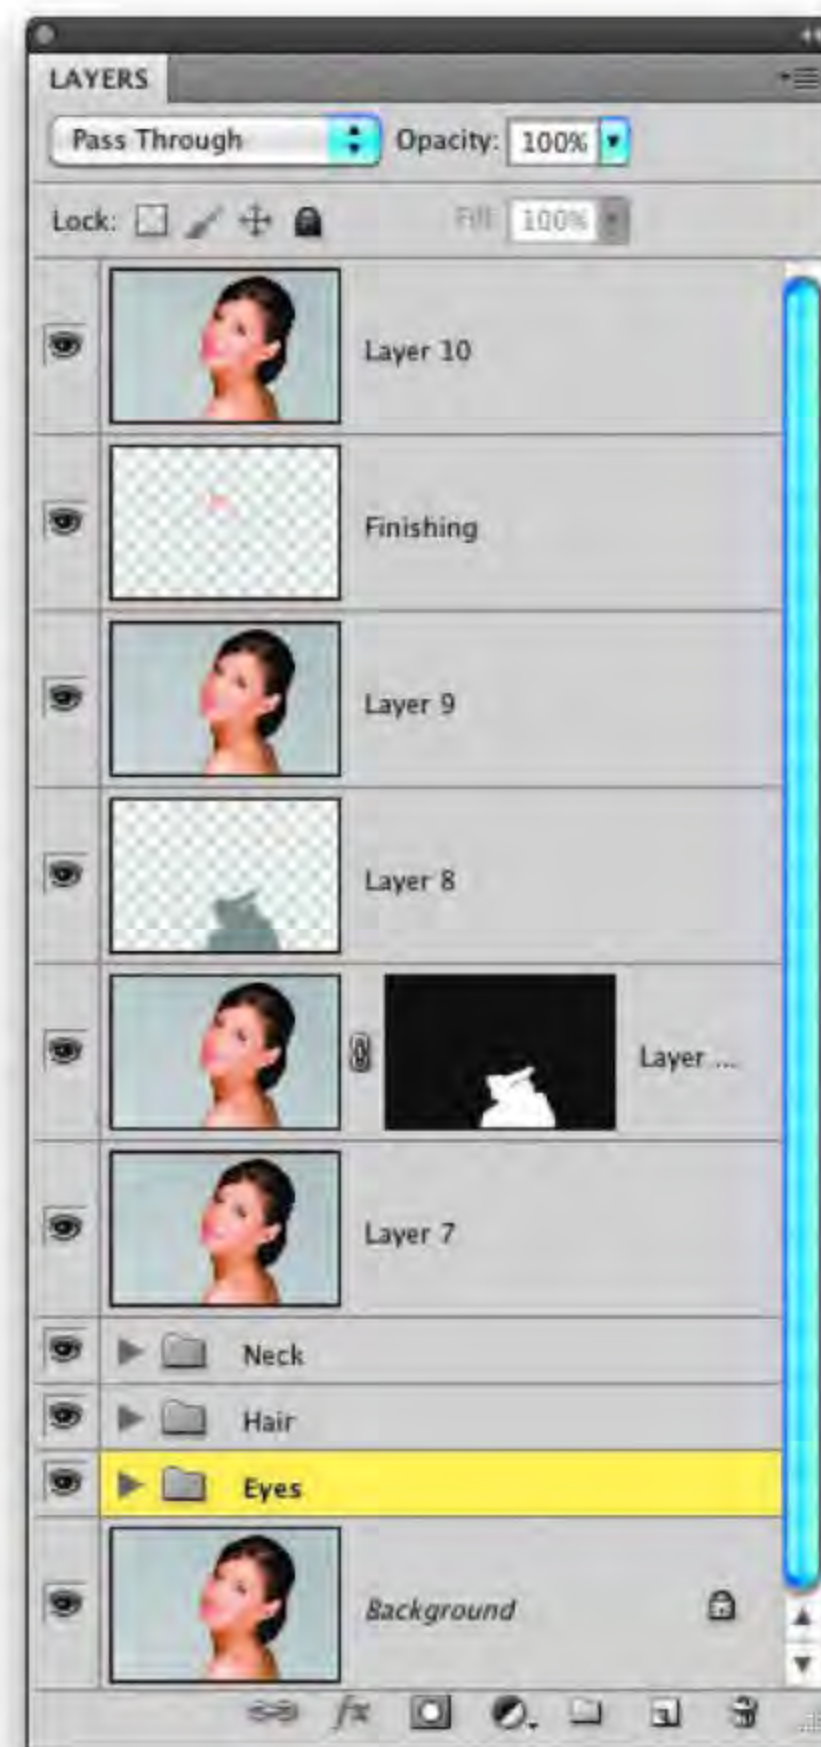 LAYERS
Pass Through Opacity: 100%
Lock: Fill: 100%
Layer 10
Finishing
Layer 9
Layer 8
Layer ...
Layer 7
Neck
Hair
Eyes
Background
fx